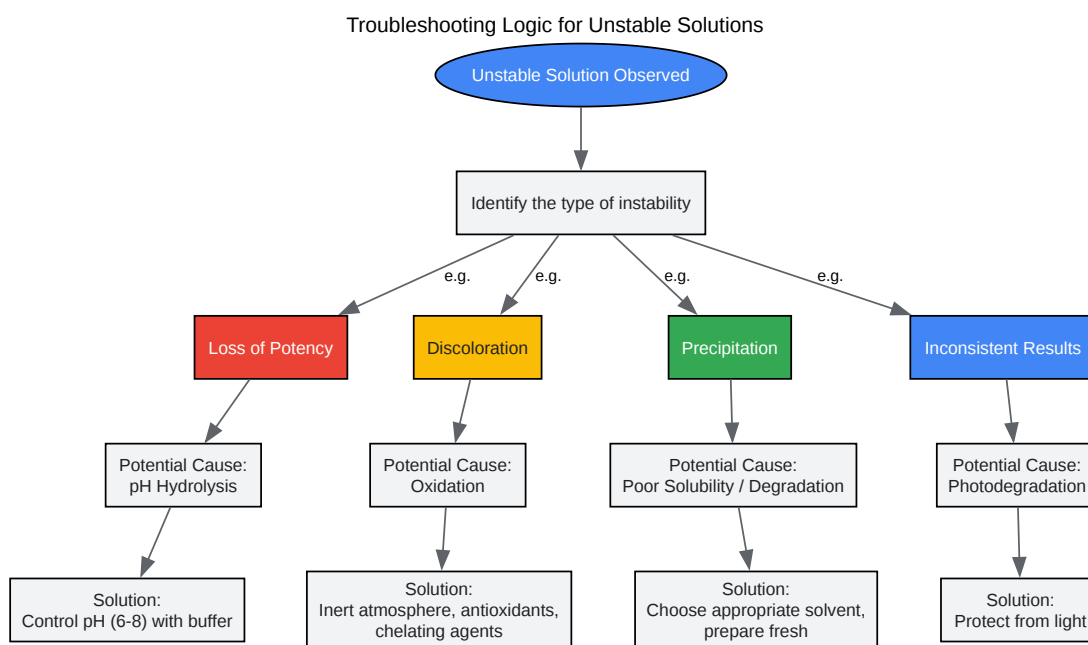 Troubleshooting Logic for Unstable Solutions
Unstable Solution Observed
Identify the type of instability
e.g.
e.g.
e.g.
e.g.
Loss of Potency
Discoloration
Precipitation
Inconsistent Results
Potential Cause:
pH Hydrolysis
Potential Cause:
Oxidation
Potential Cause:
Poor Solubility / Degradation
Potential Cause:
Photodegradation
Solution:
Control pH (6-8) with buffer
Solution:
Inert atmosphere, antioxidants,
chelating agents
Solution:
Choose appropriate solvent,
prepare fresh
Solution:
Protect from light